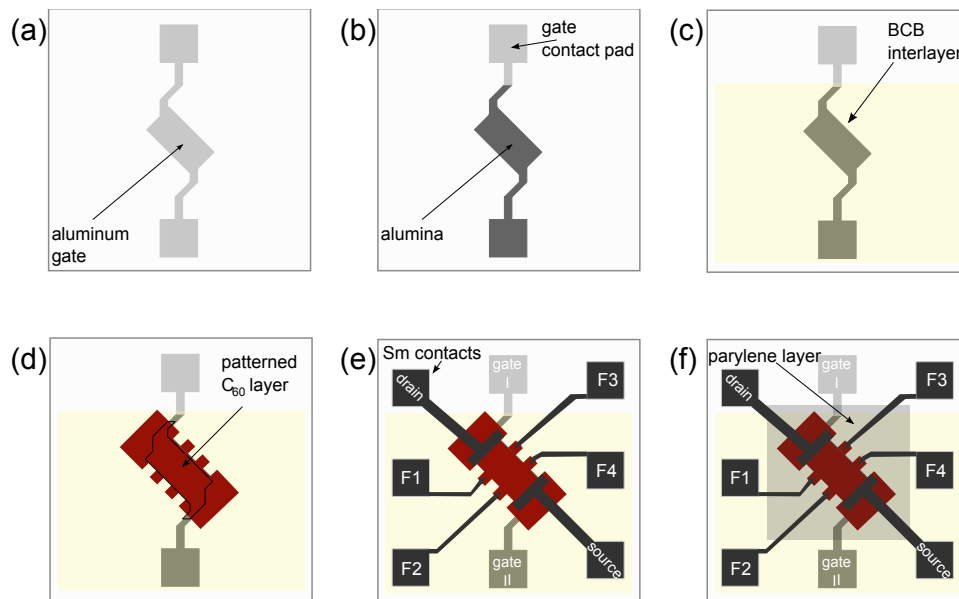 (a)
aluminum
gate
(b)
gate
contact pad
alumina
(c)
BCB
interlayer
(d)
patterned
C60 layer
(e)
Sm contacts
drain
gate
I
F3
F1
F4
F2
gate
II
source
(f)
parylene layer
drain
gate
I
F3
F1
F4
F2
gate
II
source